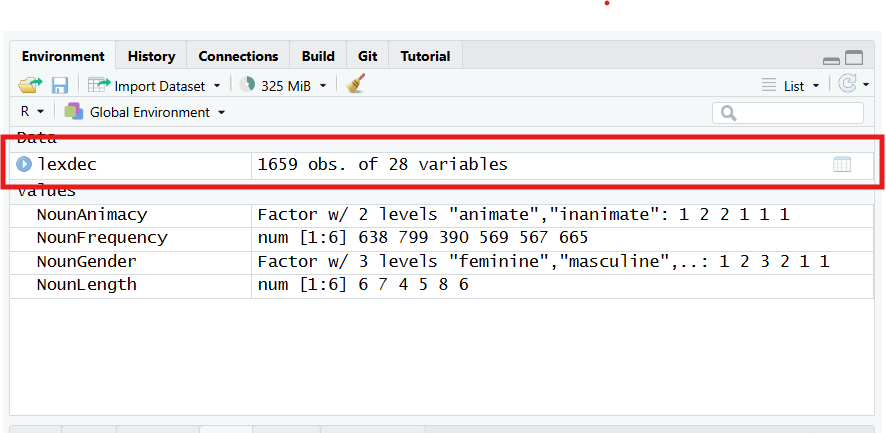 Environment History Connections Build Git Tutorial
Import Dataset 325 MiB List
R Global Environment
Data
lexdec 1659 obs. of 28 variables
values
NounAnimacy Factor w/ 2 levels "animate","inanimate": 1 2 2 1 1 1
NounFrequency num [1:6] 638 799 390 569 567 665
NounGender Factor w/ 3 levels "feminine","masculine",..: 1 2 3 2 1 1
NounLength num [1:6] 6 7 4 5 8 6